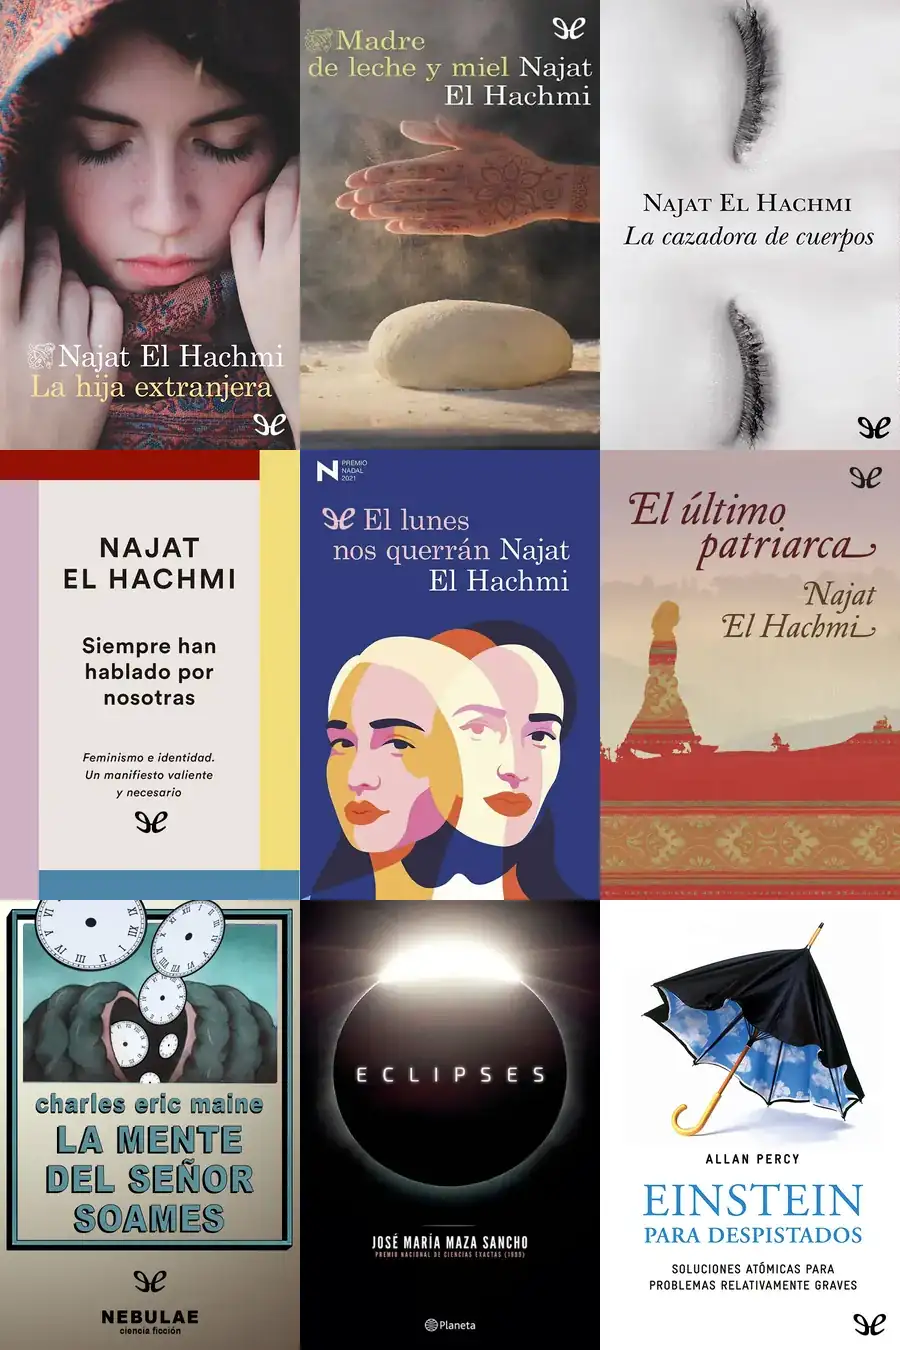 Najat El Hachmi
La hija extranjera
Madre
de leche y miel Najat
El Hachmi
Najat El Hachmi
La cazadora de cuerpos
NAJAT
EL HACHMI
Siempre han
hablado por
nosotras
Feminismo e identidad.
Un manifiesto valiente
y necesario
N PREMIO
NADAL
2021
El lunes
nos querrán Najat
El Hachmi
El último
patriarca
Najat
El Hachmi
charles eric maine
LA MENTE
DEL SEÑOR
SOAMES
NEBULAE
ciencia ficción
ECLIPSES
JOSÉ MARÍA MAZA SANCHO
PREMIO NACIONAL DE CIENCIAS EXACTAS (1999)
Planeta
ALLAN PERCY
EINSTEIN
PARA DESPISTADOS
SOLUCIONES ATÓMICAS PARA
PROBLEMAS RELATIVAMENTE GRAVES